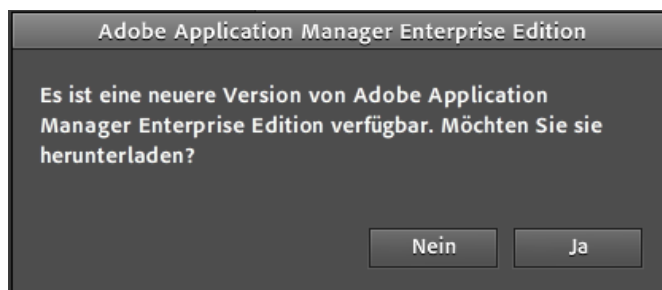 Adobe Application Manager Enterprise Edition
Es ist eine neuere Version von Adobe Application
Manager Enterprise Edition verfügbar. Möchten Sie sie
herunterladen?
Nein
Ja